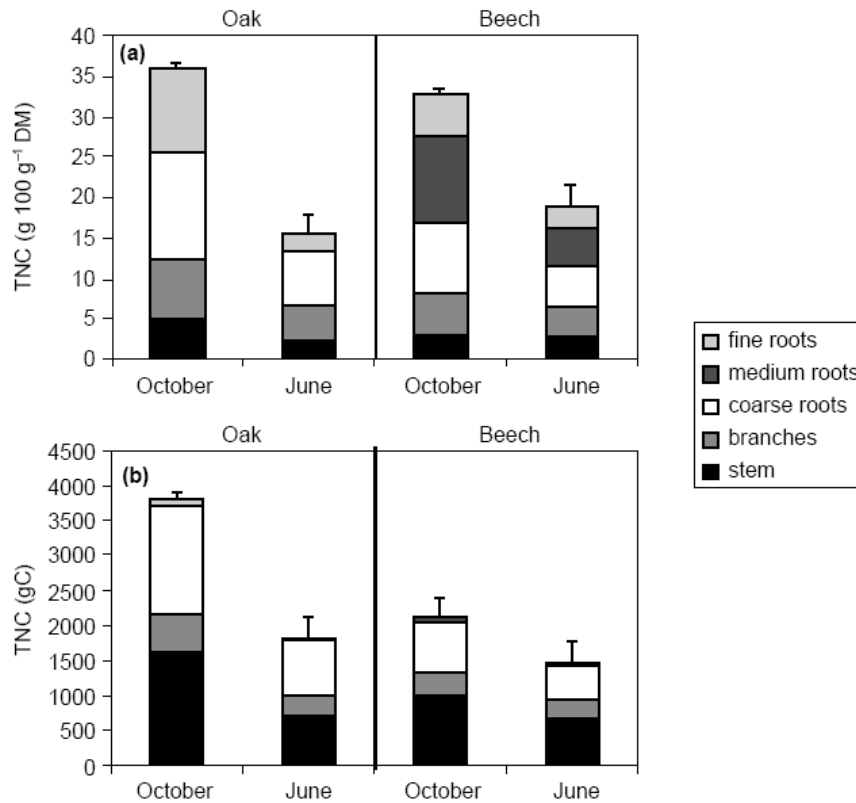 Oak Beech
(a)
TNC (g 100 g⁻¹ DM)
40
35
30
25
20
15
10
5
0
October June October June
fine roots
medium roots
coarse roots
branches
stem
Oak Beech
(b)
TNC (gC)
4500
4000
3500
3000
2500
2000
1500
1000
500
0
October June October June